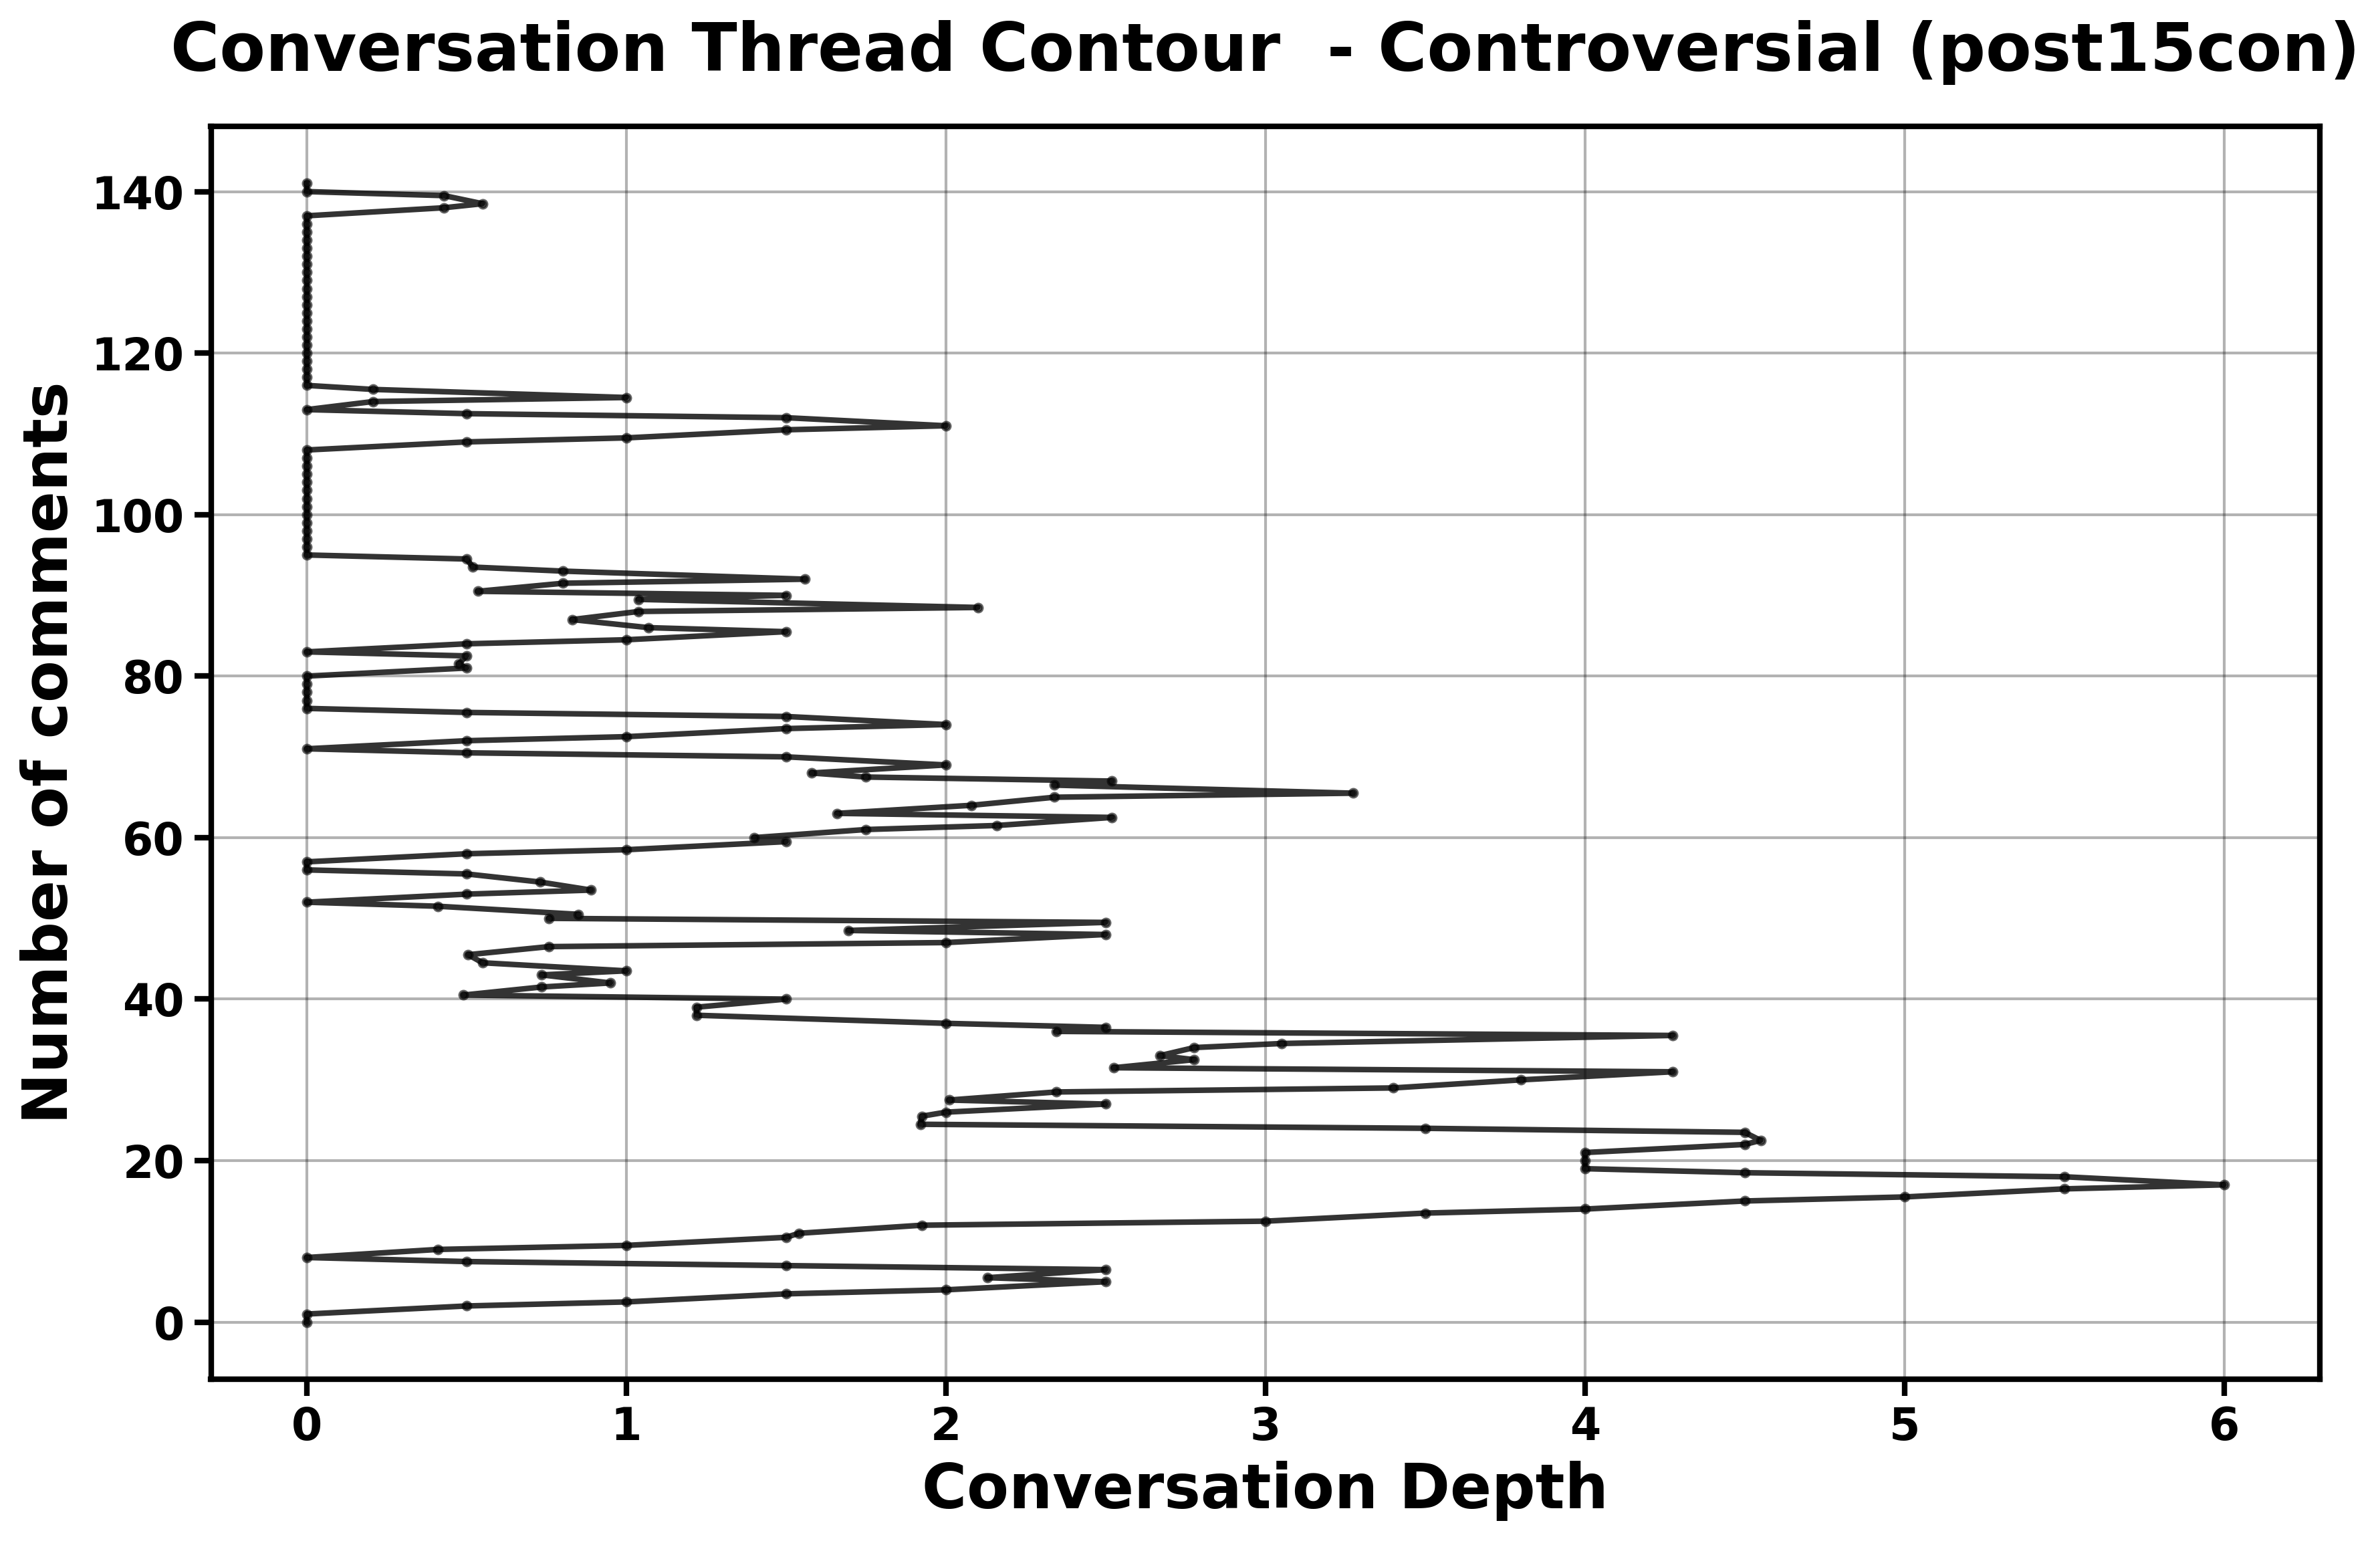 Conversation Thread Contour  - Controversial (post15con)
Number of comments
140
120
100
80
60
40
20
0
0 1 2 3 4 5 6
Conversation Depth